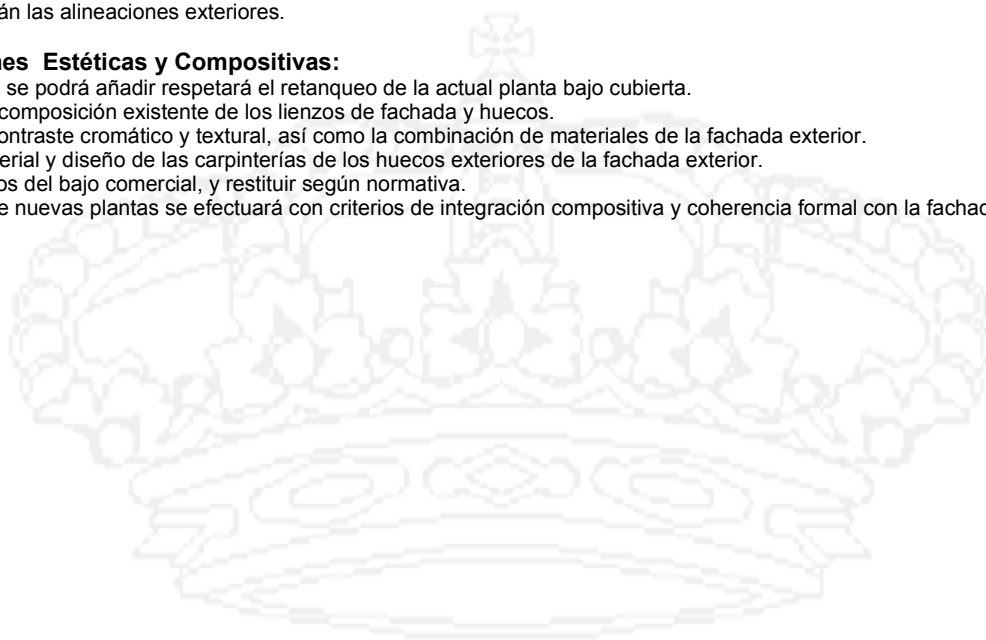 án las alineaciones exteriores.
nes Estéticas y Compositivas:
se podrá añadir respetará el retanqueo de la actual planta bajo cubierta.
composición existente de los lienzos de fachada y huecos.
ontraste cromático y textural, así como la combinación de materiales de la fachada exterior.
erial y diseño de las carpinterías de los huecos exteriores de la fachada exterior.
os del bajo comercial, y restituir según normativa.
e nuevas plantas se efectuará con criterios de integración compositiva y coherencia formal con la fachad